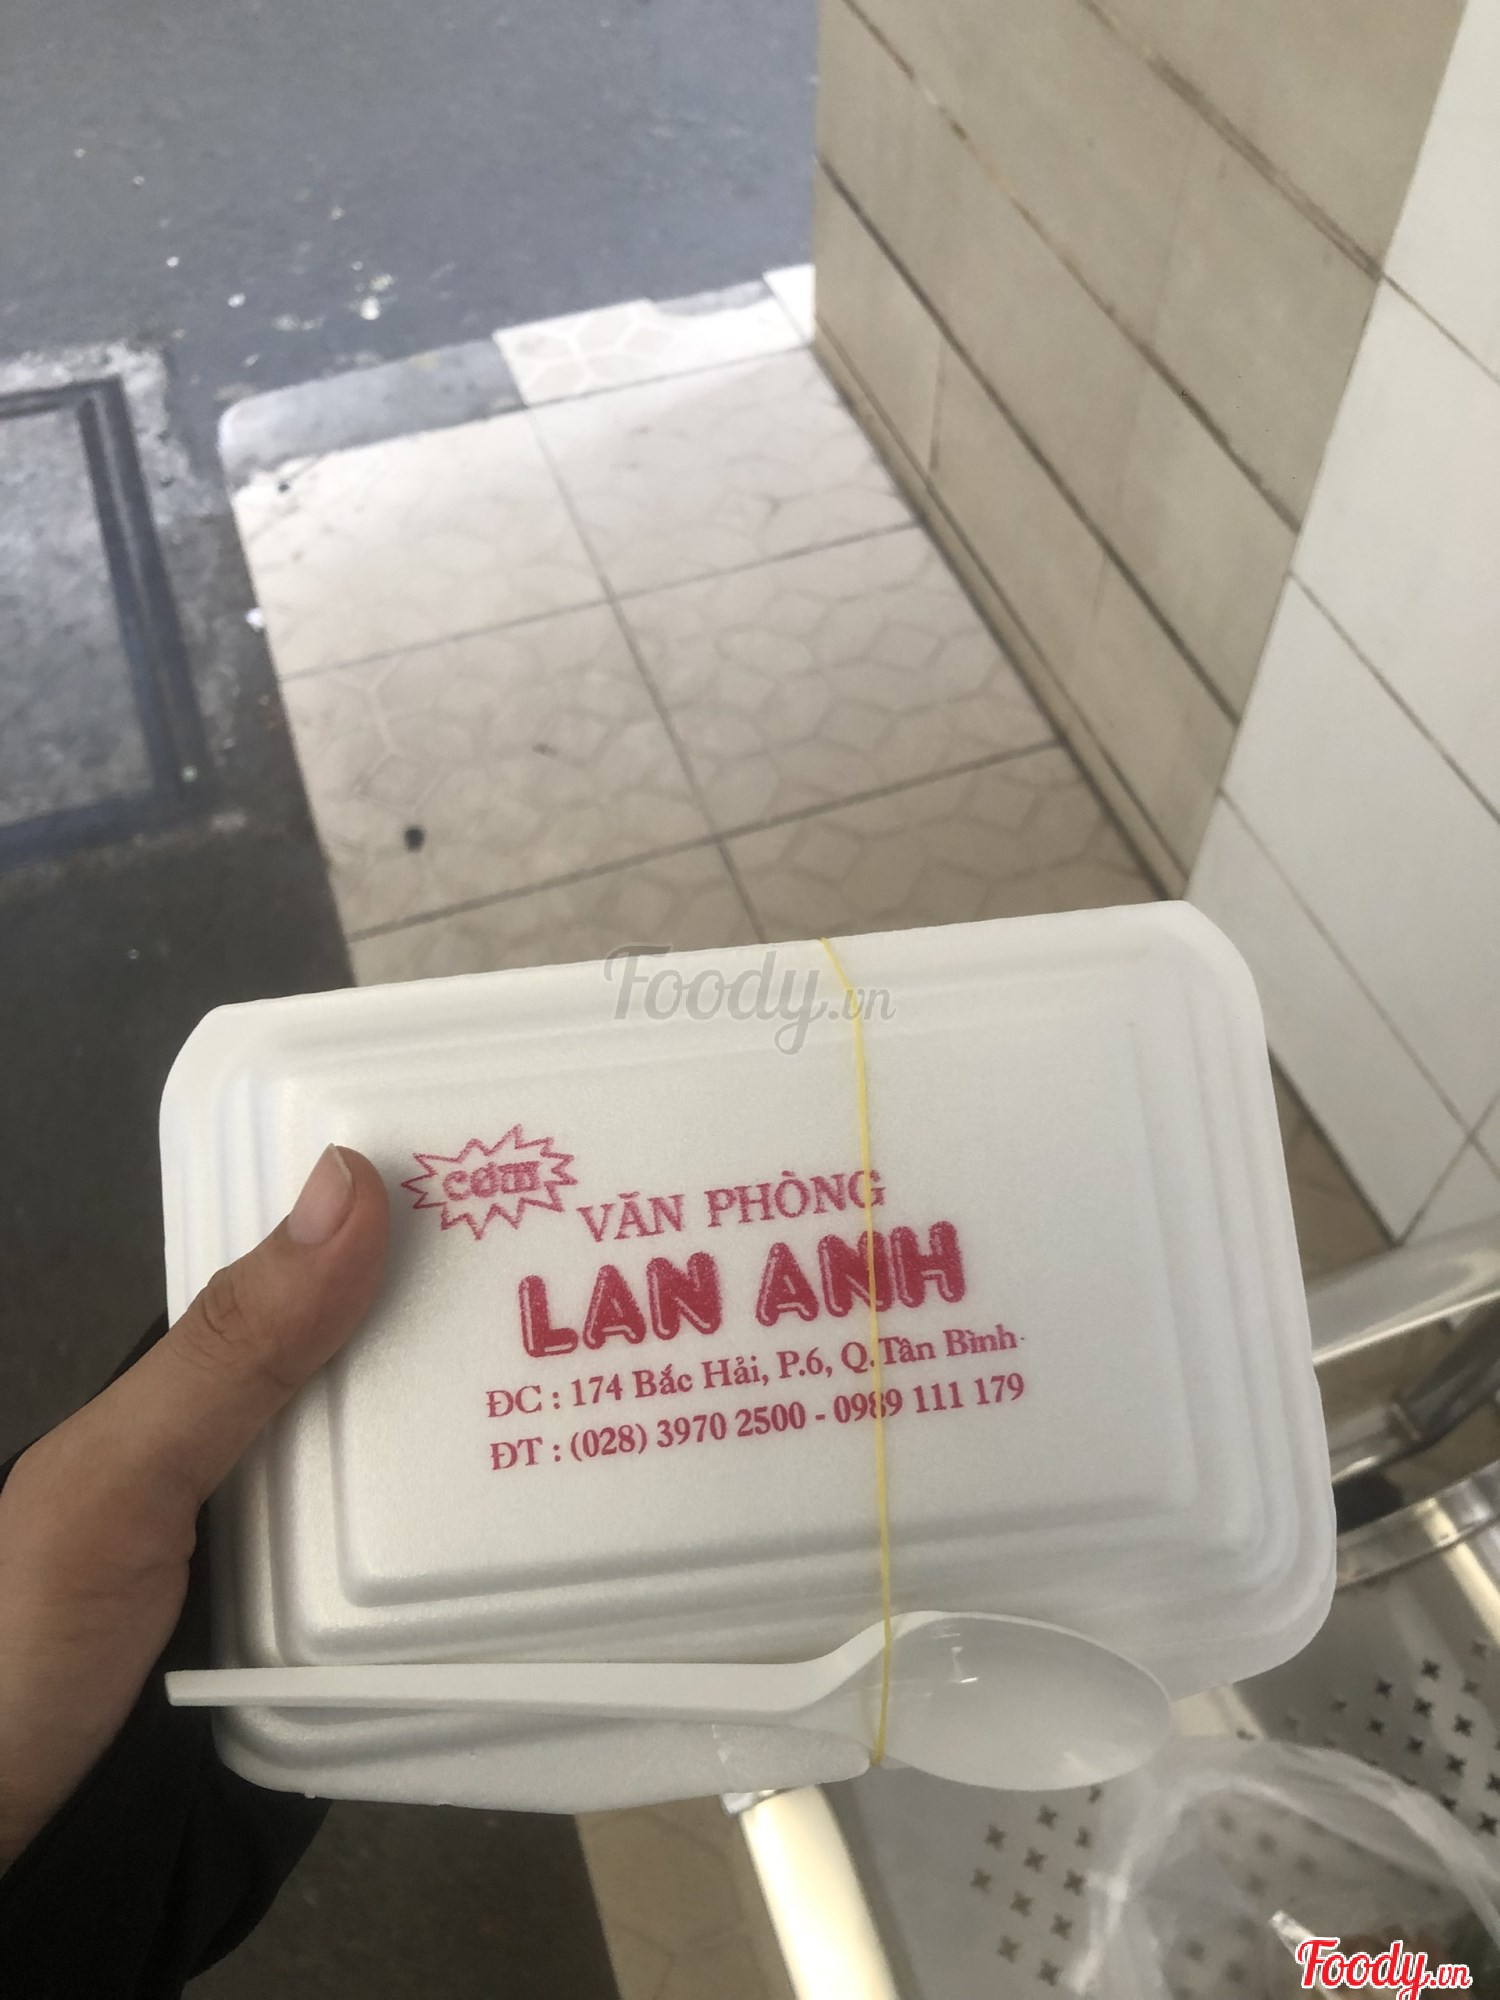 Foody.vn
cơm
VĂN PHÒNG
LAN ANH
ĐC : 174 Bắc Hải, P.6, Q.Tân Bình
ĐT : (028) 3970 2500 - 0989 111 179
Foody.vn